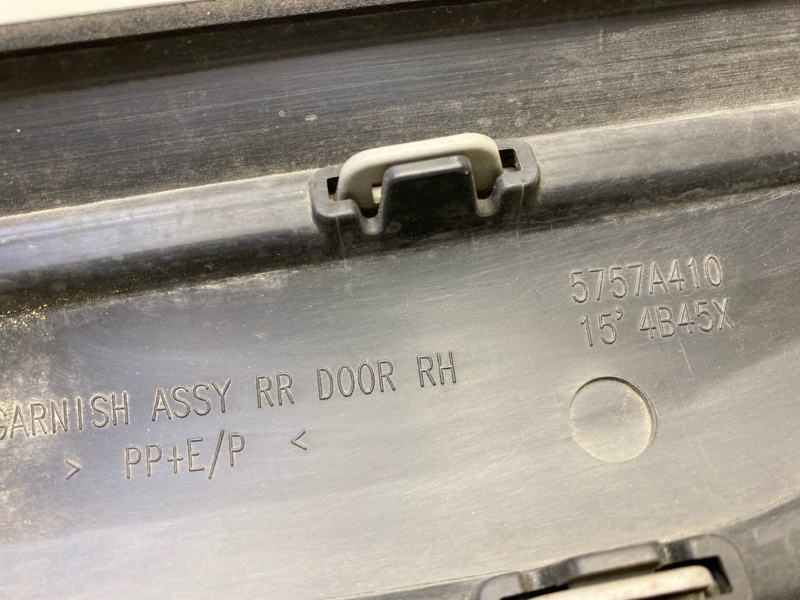 5757A410
15' 4B45X
GARNISH ASSY RR DOOR RH
> PP+E/P <